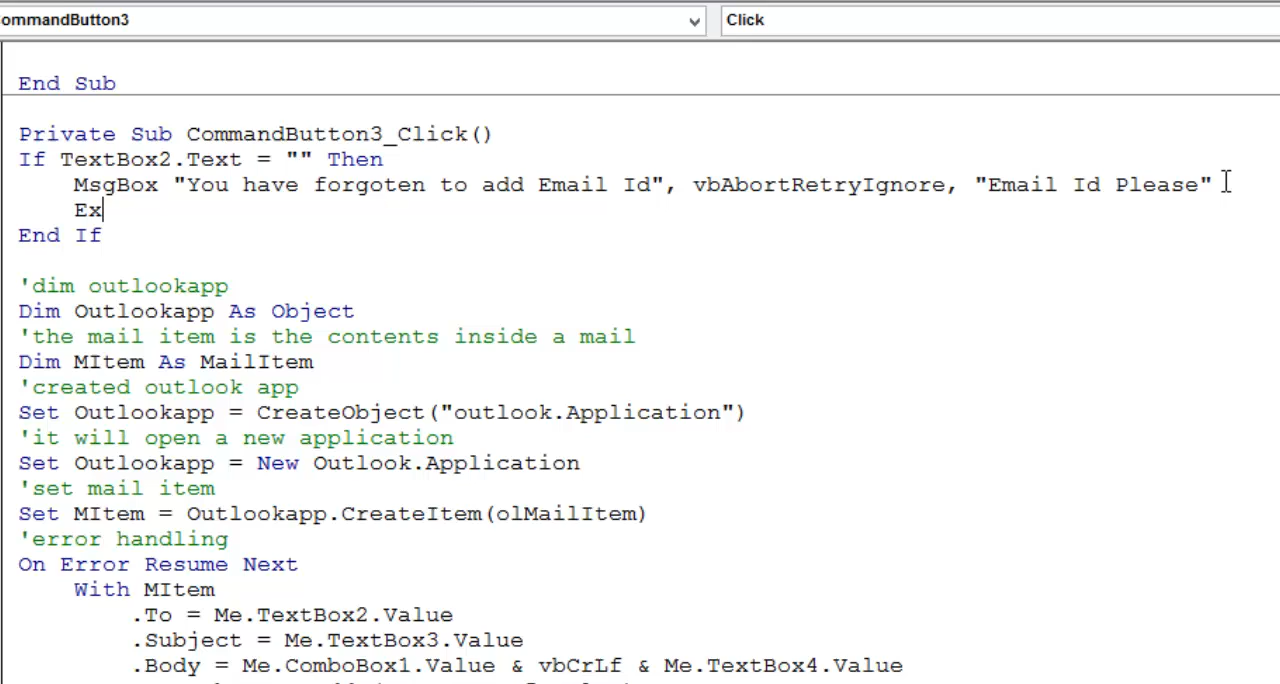 ommandButton3
Click
End Sub
Private Sub CommandButton3_Click()
If TextBox2.Text = "" Then
MsgBox "You have forgoten to add Email Id", vbAbortRetryIgnore, "Email Id Please"
Ex
End If
'dim outlookapp
Dim Outlookapp As Object
'the mail item is the contents inside a mail
Dim MItem As MailItem
'created outlook app
Set Outlookapp = CreateObject("outlook.Application")
'it will open a new application
Set Outlookapp = New Outlook.Application
'set mail item
Set MItem = Outlookapp.CreateItem(olMailItem)
'error handling
On Error Resume Next
With MItem
.To = Me.TextBox2.Value
.Subject = Me.TextBox3.Value
.Body = Me.ComboBox1.Value & vbCrLf & Me.TextBox4.Value